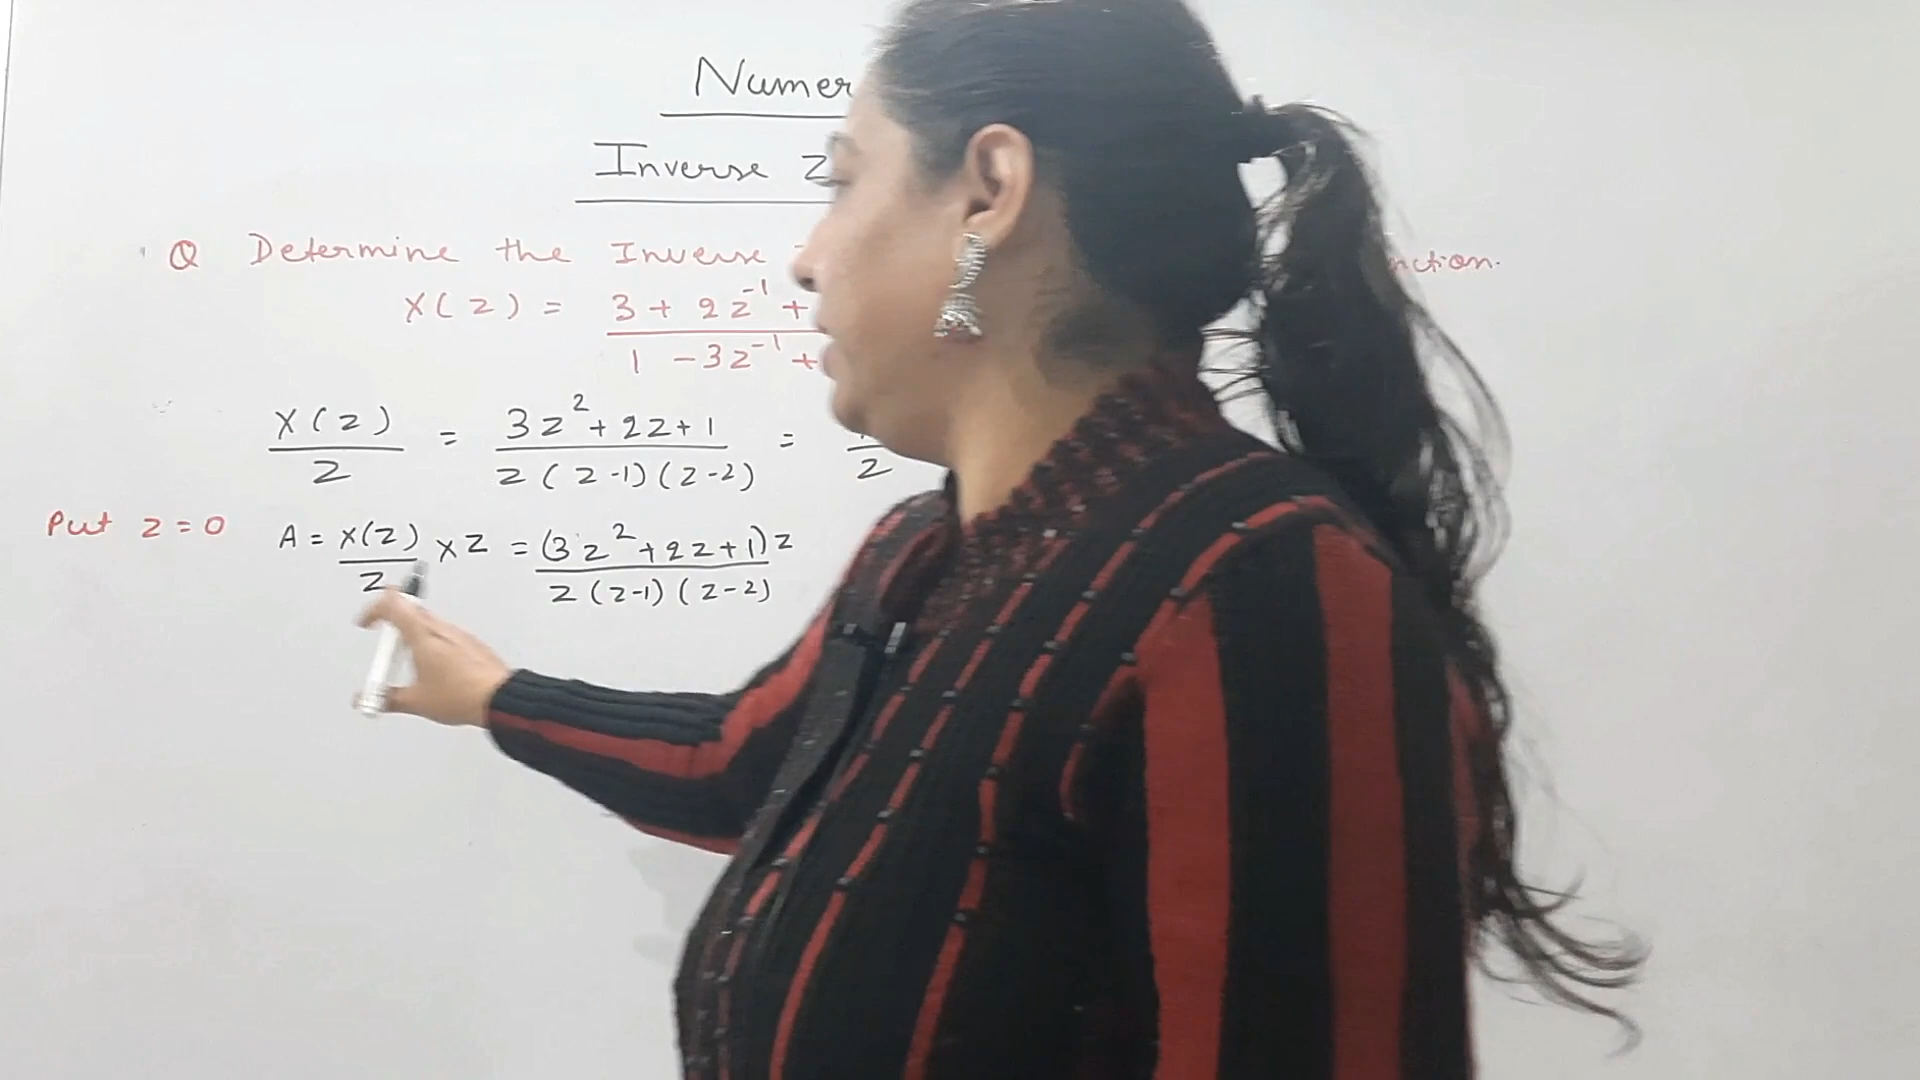 Numer
Inverse Z
Q Determine the Inverse nction.
X(z) = 3 + 2z⁻¹ +
1 - 3z⁻¹ +
X(z) = 3z² + 2z + 1 =
z z(z-1)(z-2) z
Put z = 0 A = X(z) × z = (3z² + 2z + 1)z
z z(z-1)(z-2)